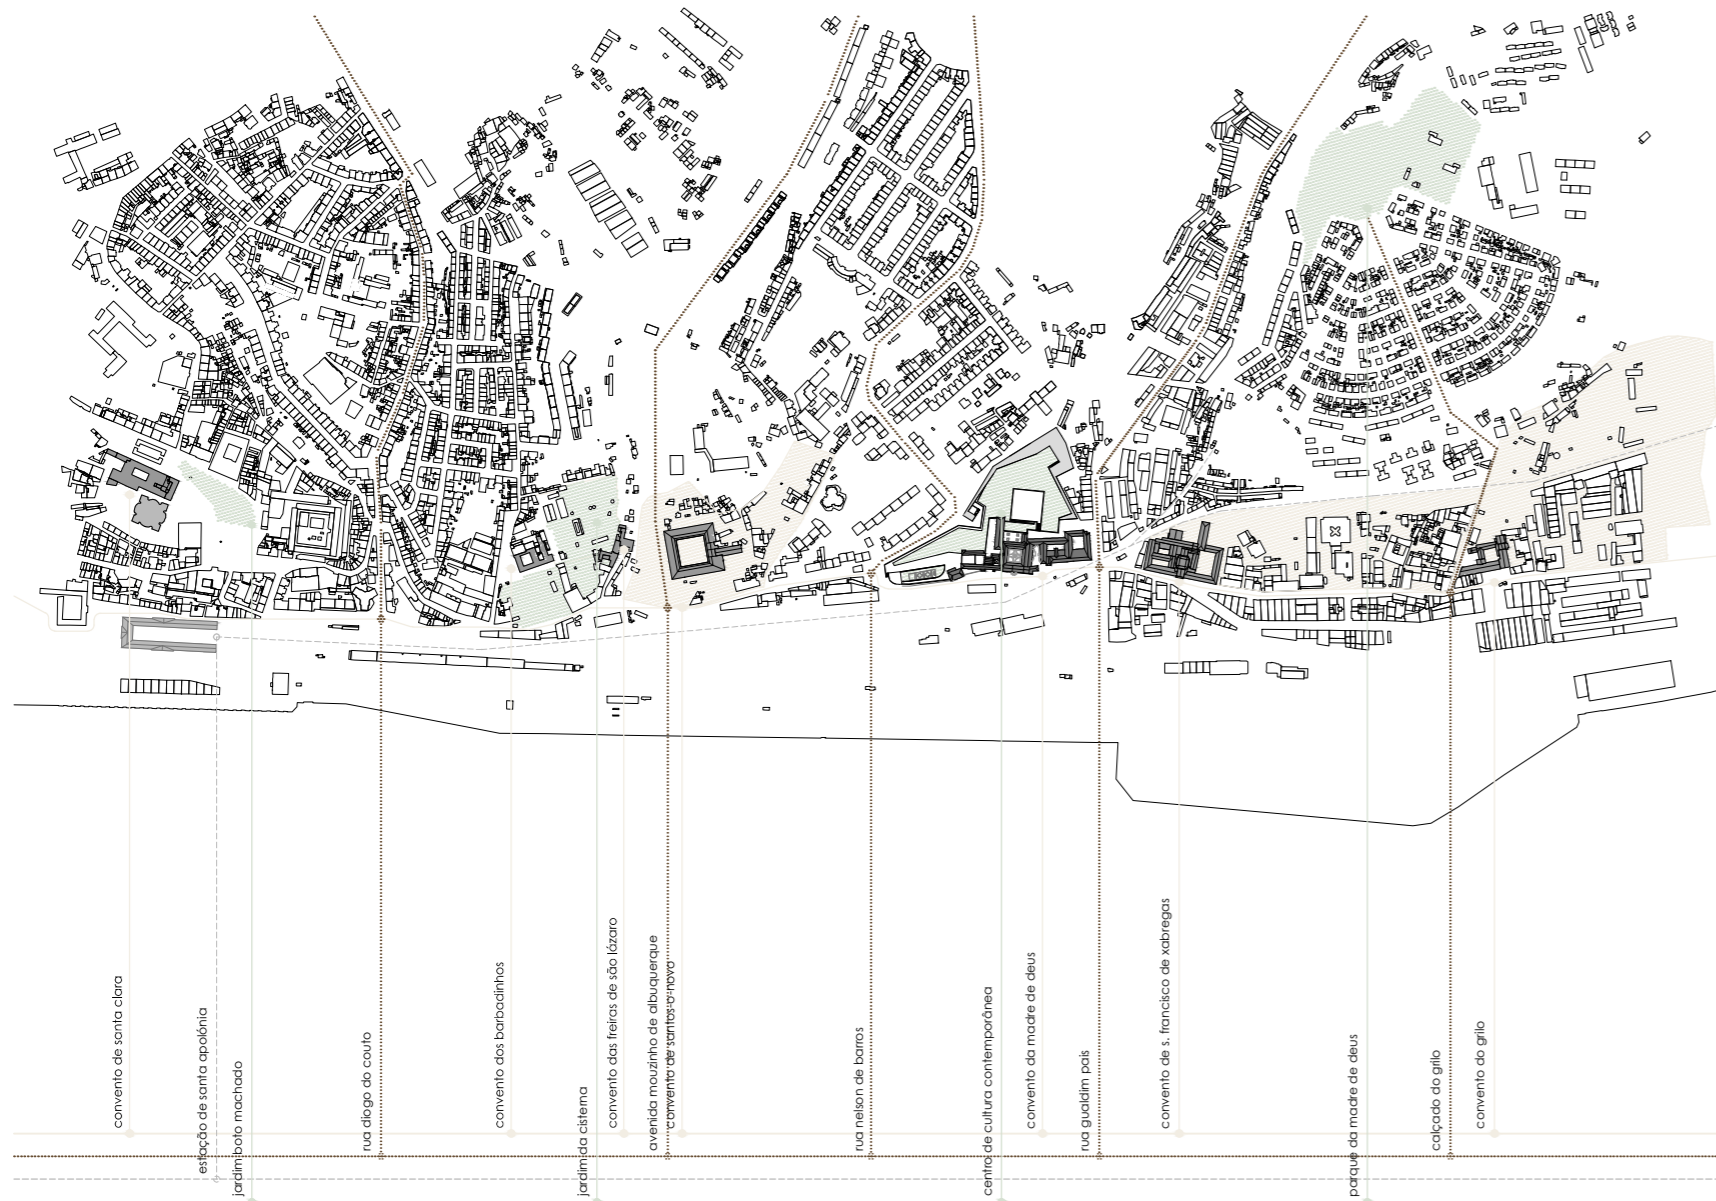 convento de santa clara
estação de santa apolónia
jardim boto machado
rua diogo do couto
convento dos barbadinhos
jardim da cisterna
convento das freiras de são lázaro
avenida mouzinho de albuquerque
convento de santos-o-novo
rua nelson de barros
centro de cultura contemporânea
convento da madre de deus
rua gualdim pais
convento de s. francisco de xabregas
parque da madre de deus
calçado do grilo
convento do grilo